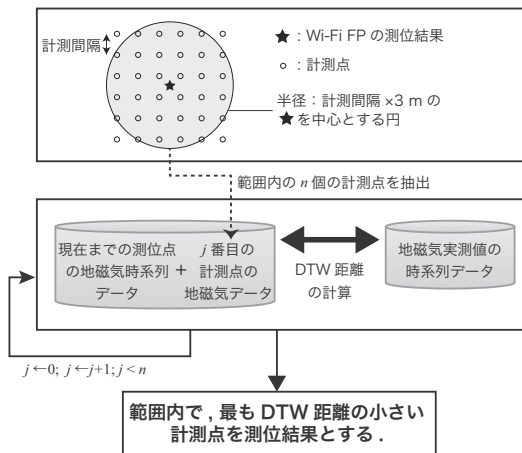 計測間隔
★ : Wi-Fi FP の測位結果
○ : 計測点
半径：計測間隔 ×3 m の
★を中心とする円
範囲内の n 個の計測点を抽出
現在までの測位点
の地磁気時系列
データ
+
j 番目の
計測点の
地磁気データ
DTW 距離
の計算
地磁気実測値の
時系列データ
j ←0; j ←j+1; j < n
範囲内で , 最も DTW 距離の小さい
計測点を測位結果とする .